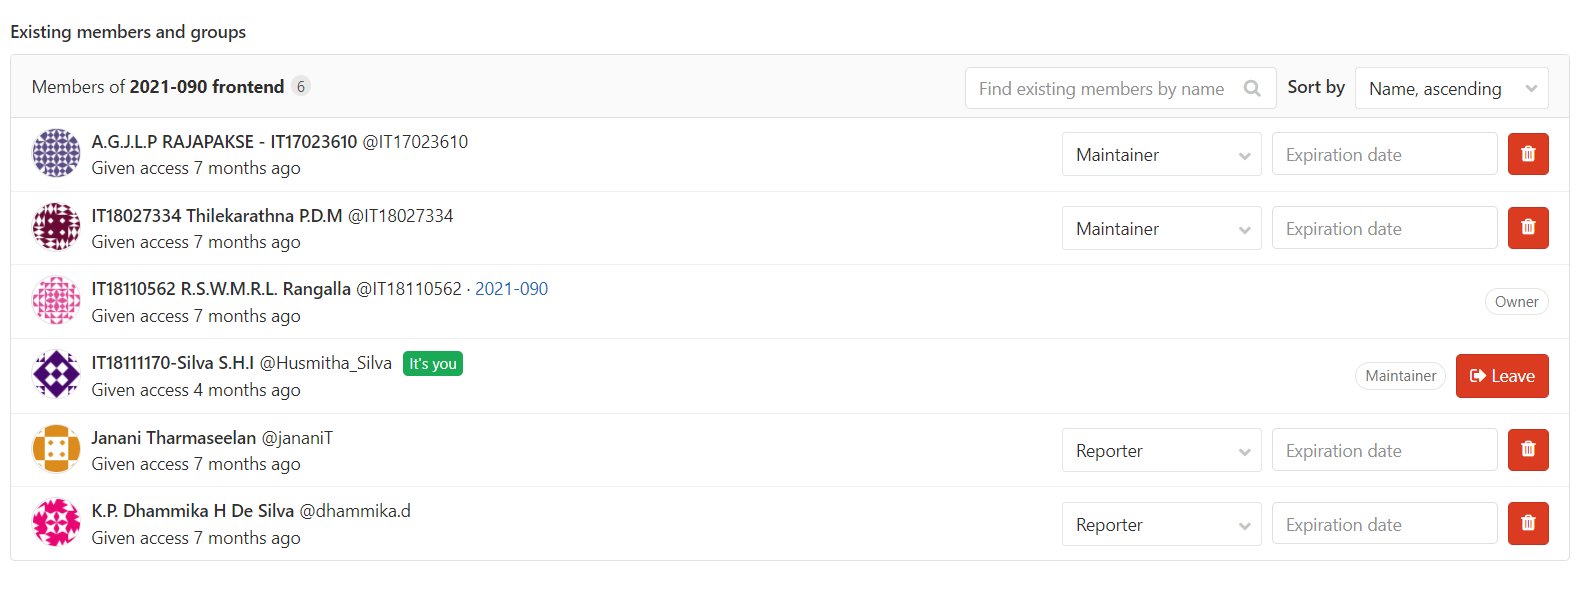 Existing members and groups
Members of 2021-090 frontend 6
Find existing members by name
Sort by
Name, ascending
A.G.J.L.P RAJAPAKSE - IT17023610 @IT17023610
Given access 7 months ago
Maintainer
Expiration date
IT18027334 Thilekarathna P.D.M @IT18027334
Given access 7 months ago
Maintainer
Expiration date
IT18110562 R.S.W.M.R.L. Rangalla @IT18110562 · 2021-090
Given access 7 months ago
Owner
IT18111170-Silva S.H.I @Husmitha_Silva It's you
Given access 4 months ago
Maintainer
Leave
Janani Tharmaseelan @jananiT
Given access 7 months ago
Reporter
Expiration date
K.P. Dhammika H De Silva @dhammika.d
Given access 7 months ago
Reporter
Expiration date